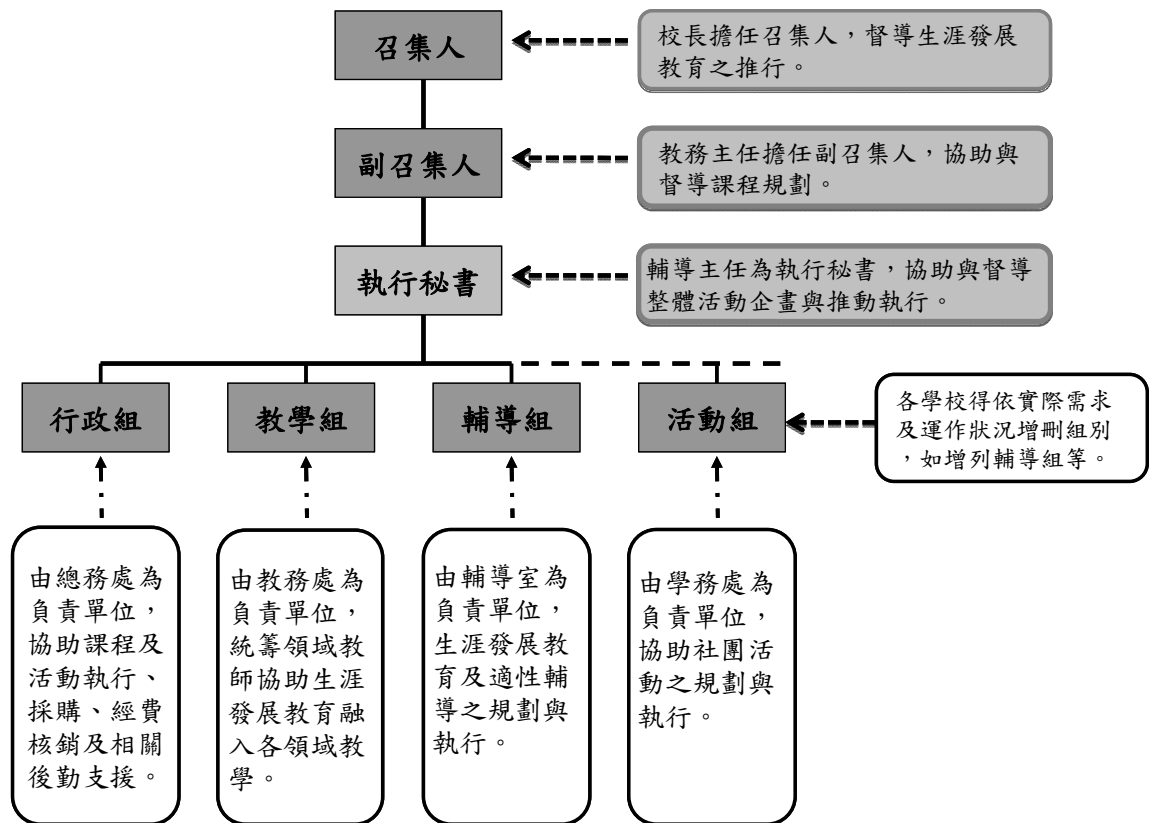 召集人
校長擔任召集人，督導生涯發展
教育之推行。
副召集人
教務主任擔任副召集人，協助與
督導課程規劃。
執行秘書
輔導主任為執行秘書，協助與督導
整體活動企畫與推動執行。
行政組
教學組
輔導組
活動組
各學校得依實際需求
及運作狀況增刪組別
，如增列輔導組等。
由總務處為
負責單位，
協助課程及
活動執行、
採購、經費
核銷及相關
後勤支援。
由教務處為
負責單位，
統籌領域教
師協助生涯
發展教育融
入各領域教
學。
由輔導室為
負責單位，
生涯發展教
育及適性輔
導之規劃與
執行。
由學務處為
負責單位，
協助社團活
動之規劃與
執行。